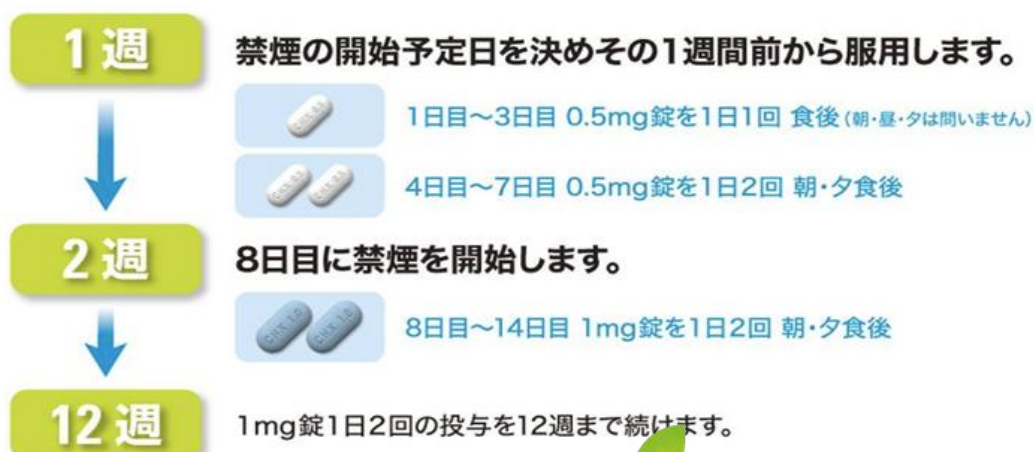 1週
禁煙の開始予定日を決めその1週間前から服用します。
1日目〜3日目 0.5mg錠を1日1回 食後(朝・昼・夕は問いません)
4日目〜7日目 0.5mg錠を1日2回 朝・夕食後
2週
8日目に禁煙を開始します。
CHX 1.0 CHX 1.0
8日目〜14日目 1mg錠を1日2回 朝・夕食後
12週
1mg錠1日2回の投与を12週まで続けます。